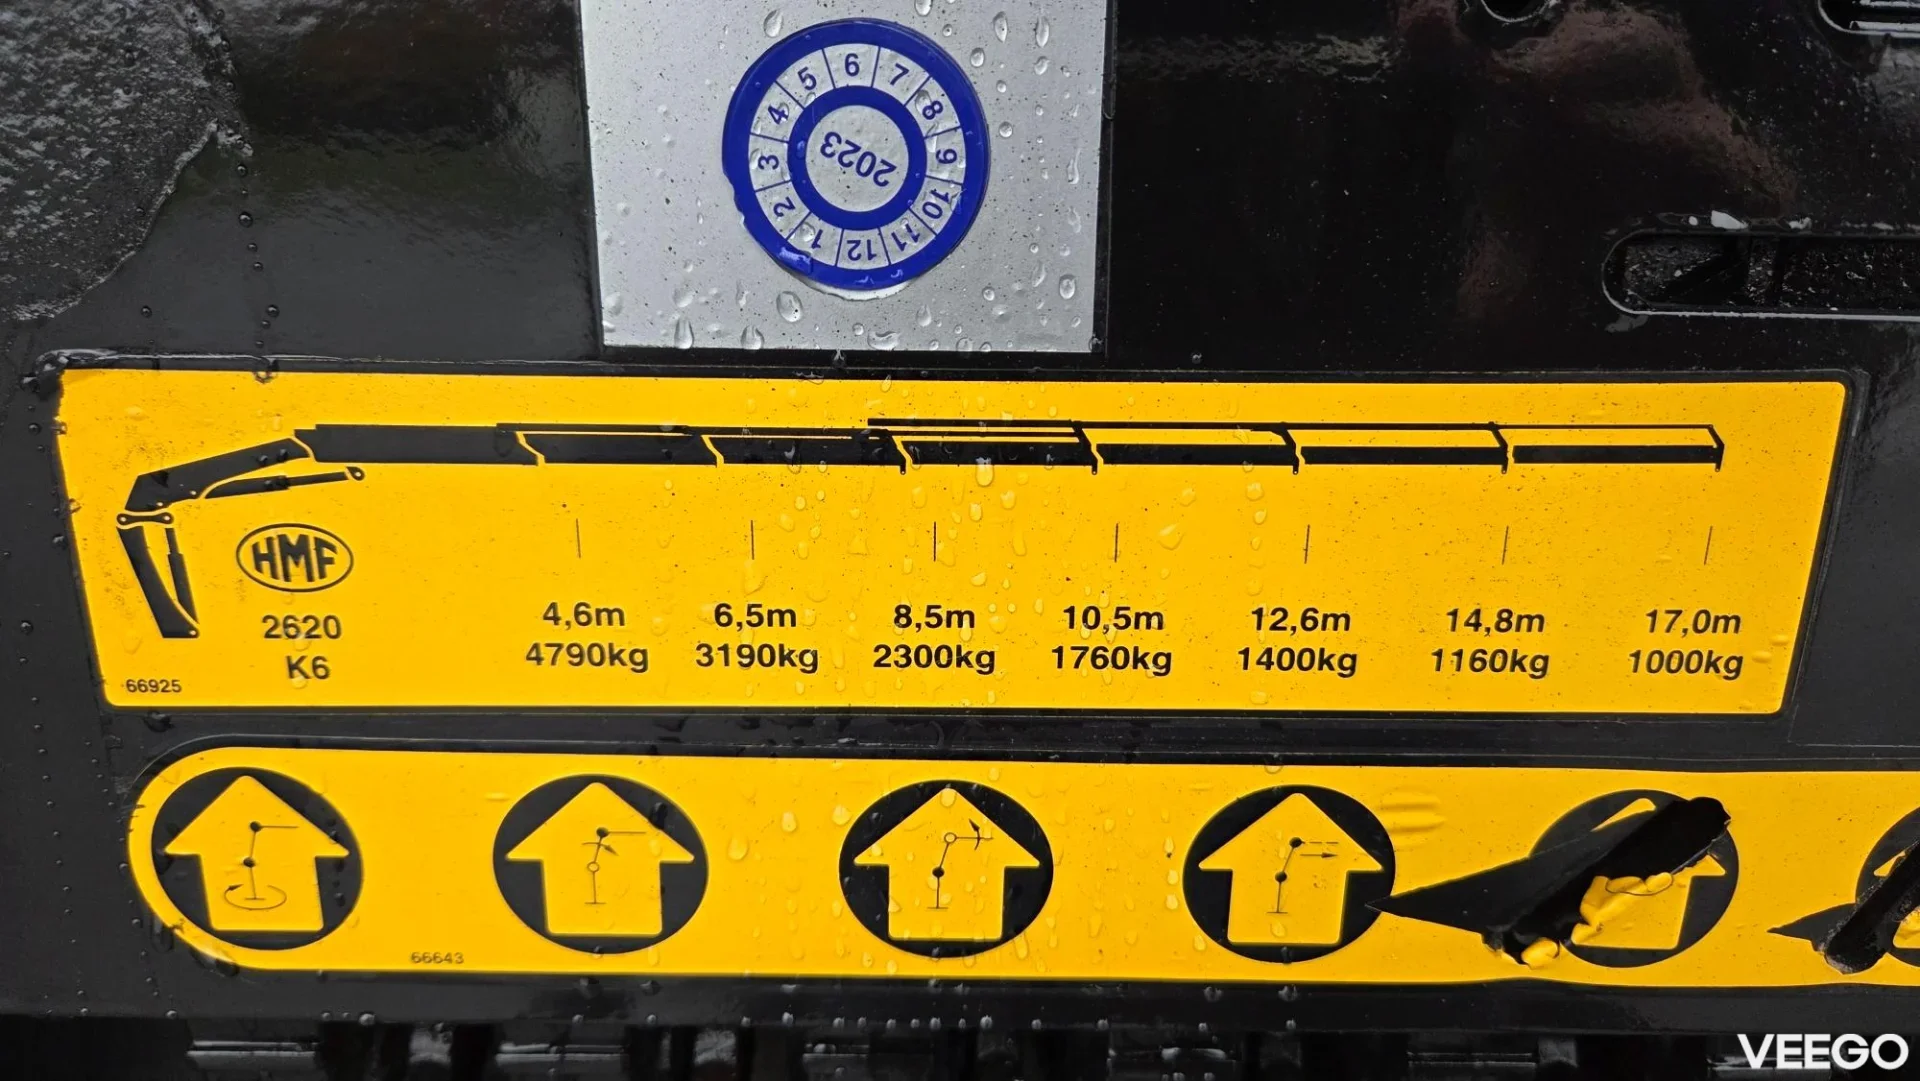 1 2 3 4 5 6 7 8 9 10 11 12
2023
HMF
2620
K6
66925
4,6m 6,5m 8,5m 10,5m 12,6m 14,8m 17,0m
4790kg 3190kg 2300kg 1760kg 1400kg 1160kg 1000kg
66643
VEEGO